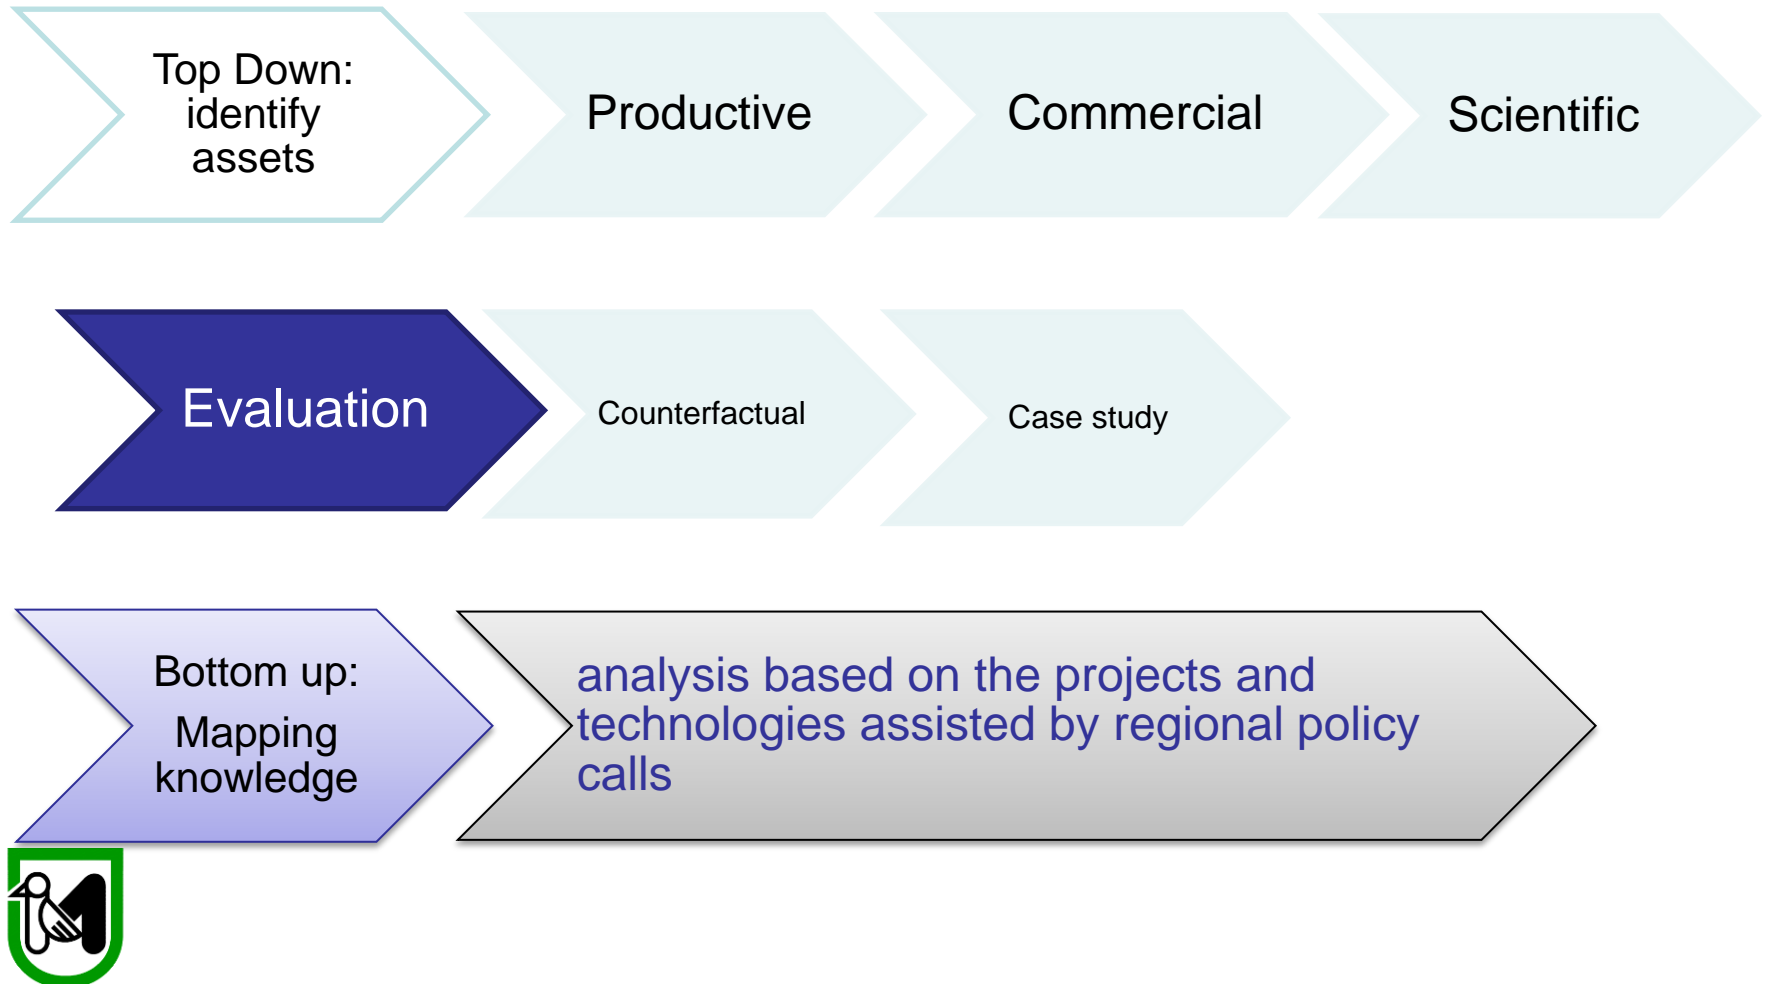 Top Down:
identify
assets
Productive
Commercial
Scientific
Evaluation
Counterfactual
Case study
Bottom up:
Mapping
knowledge
analysis based on the projects and
technologies assisted by regional policy
calls